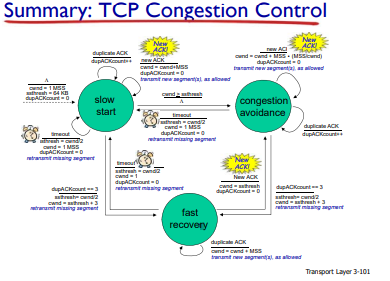 Summary: TCP Congestion Control
New
ACK!
duplicate ACK
dupACKcount++
new ACK
cwnd = cwnd+MSS
dupACKcount = 0
transmit new segment(s), as allowed
New
ACK!
new ACK
cwnd = cwnd + MSS • (MSS/cwnd)
dupACKcount = 0
transmit new segment(s), as allowed
Λ
cwnd = 1 MSS
ssthresh = 64 KB
dupACKcount = 0
slow
start
cwnd > ssthresh
Λ
congestion
avoidance
timeout
ssthresh = cwnd/2
cwnd = 1 MSS
dupACKcount = 0
retransmit missing segment
timeout
ssthresh = cwnd/2
cwnd = 1 MSS
dupACKcount = 0
retransmit missing segment
duplicate ACK
dupACKcount++
timeout
ssthresh = cwnd/2
cwnd = 1
dupACKcount = 0
retransmit missing segment
New
ACK!
New ACK
cwnd = ssthresh
dupACKcount = 0
dupACKcount == 3
ssthresh= cwnd/2
cwnd = ssthresh + 3
retransmit missing segment
dupACKcount == 3
ssthresh= cwnd/2
cwnd = ssthresh + 3
retransmit missing segment
fast
recovery
duplicate ACK
cwnd = cwnd + MSS
transmit new segment(s), as allowed
Transport Layer 3-101